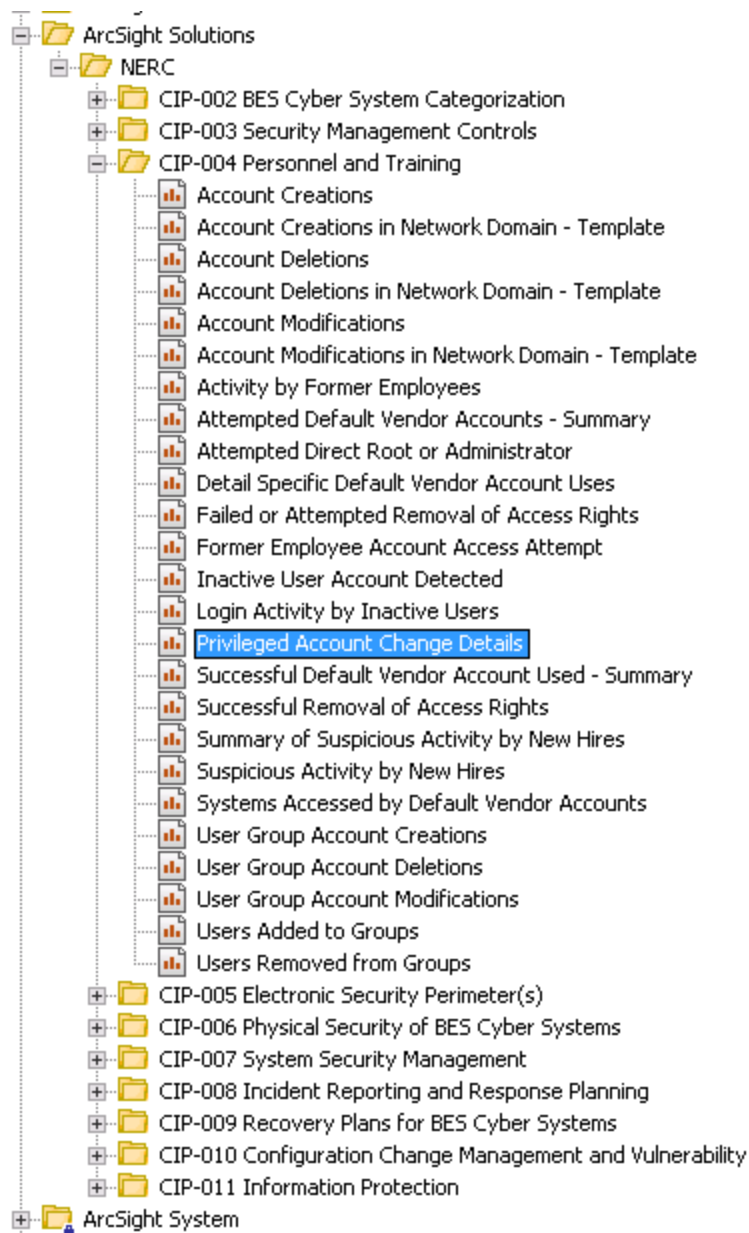 ArcSight Solutions
NERC
CIP-002 BES Cyber System Categorization
CIP-003 Security Management Controls
CIP-004 Personnel and Training
Account Creations
Account Creations in Network Domain - Template
Account Deletions
Account Deletions in Network Domain - Template
Account Modifications
Account Modifications in Network Domain - Template
Activity by Former Employees
Attempted Default Vendor Accounts - Summary
Attempted Direct Root or Administrator
Detail Specific Default Vendor Account Uses
Failed or Attempted Removal of Access Rights
Former Employee Account Access Attempt
Inactive User Account Detected
Login Activity by Inactive Users
Privileged Account Change Details
Successful Default Vendor Account Used - Summary
Successful Removal of Access Rights
Summary of Suspicious Activity by New Hires
Suspicious Activity by New Hires
Systems Accessed by Default Vendor Accounts
User Group Account Creations
User Group Account Deletions
User Group Account Modifications
Users Added to Groups
Users Removed from Groups
CIP-005 Electronic Security Perimeter(s)
CIP-006 Physical Security of BES Cyber Systems
CIP-007 System Security Management
CIP-008 Incident Reporting and Response Planning
CIP-009 Recovery Plans for BES Cyber Systems
CIP-010 Configuration Change Management and Vulnerability
CIP-011 Information Protection
ArcSight System